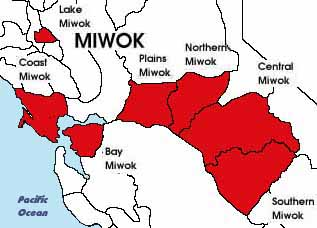 Lake
Miwok
MIWOK
Northern
Miwok
Coast
Miwok
Plains
Miwok
Central
Miwok
Bay
Miwok
Pacific
Ocean
Southern
Miwok